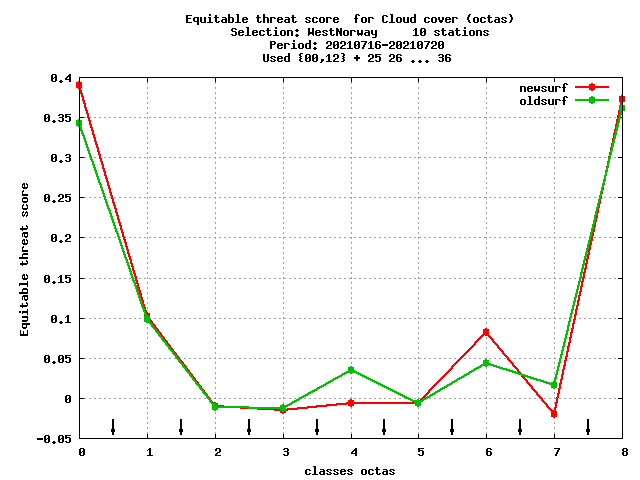 Equitable threat score  for Cloud cover (octas)
Selection: WestNorway     10 stations
Period: 20210716-20210720
Used {00,12} + 25 26 ... 36
newsurf
oldsurf
0.4
0.35
0.3
0.25
0.2
0.15
0.1
0.05
0
-0.05
Equitable threat score
0 1 2 3 4 5 6 7 8
classes octas